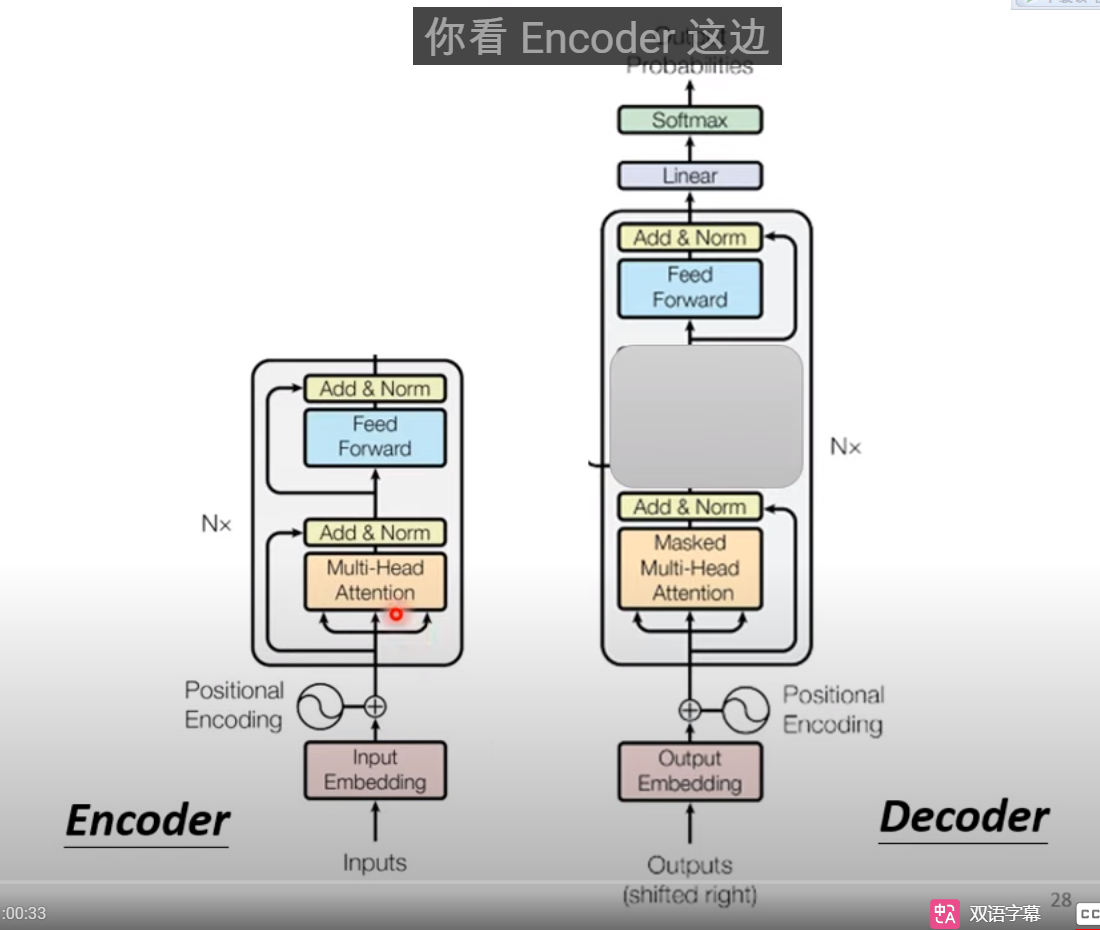 你看 Encoder 这边
Output
Probabilities
Softmax
Linear
Add & Norm
Feed
Forward
Nx
Add & Norm
Masked
Multi-Head
Attention
Positional
Encoding
Output
Embedding
Outputs
(shifted right)
Decoder
Add & Norm
Feed
Forward
Nx
Add & Norm
Multi-Head
Attention
Positional
Encoding
Input
Embedding
Inputs
Encoder
:00:33
28
双语字幕
CC